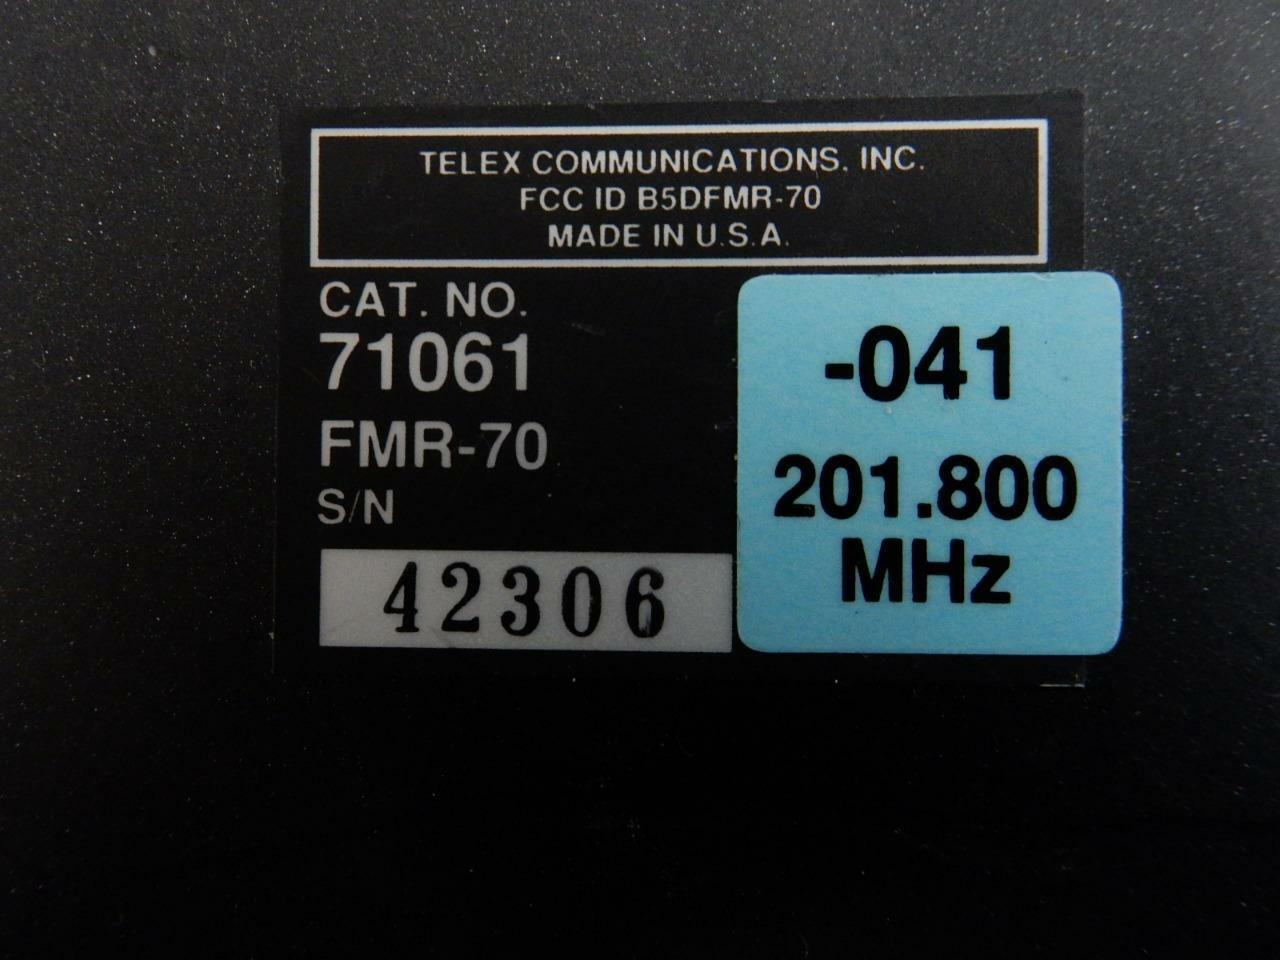 TELEX COMMUNICATIONS, INC.
FCC ID B5DFMR-70
MADE IN U.S.A.
CAT. NO.
71061
FMR-70
S/N
42306
-041
201.800
MHz